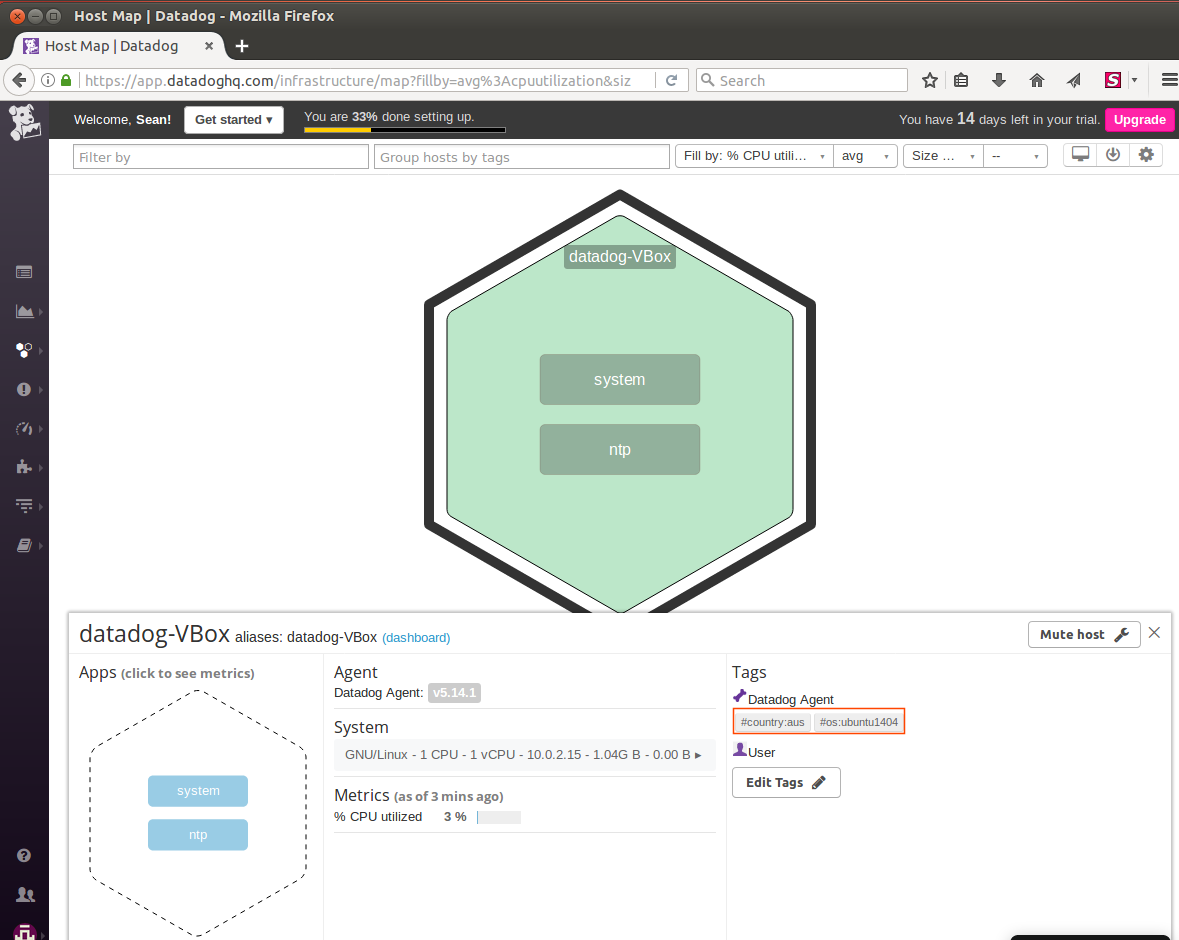 Host Map | Datadog - Mozilla Firefox
Host Map | Datadog
https://app.datadoghq.com/infrastructure/map?fillby=avg%3Acpuutilization&siz
Search
Welcome, Sean!
Get started ▾
You are 33% done setting up.
You have 14 days left in your trial.
Upgrade
Filter by
Group hosts by tags
Fill by: % CPU utili...
avg
Size ...
--
datadog-VBox
system
ntp
datadog-VBox aliases: datadog-VBox (dashboard)
Mute host
Apps (click to see metrics)
system
ntp
Agent
Datadog Agent: v5.14.1
System
GNU/Linux - 1 CPU - 1 vCPU - 10.0.2.15 - 1.04G B - 0.00 B ▸
Metrics (as of 3 mins ago)
% CPU utilized 3 %
Tags
Datadog Agent
#country:aus #os:ubuntu1404
User
Edit Tags